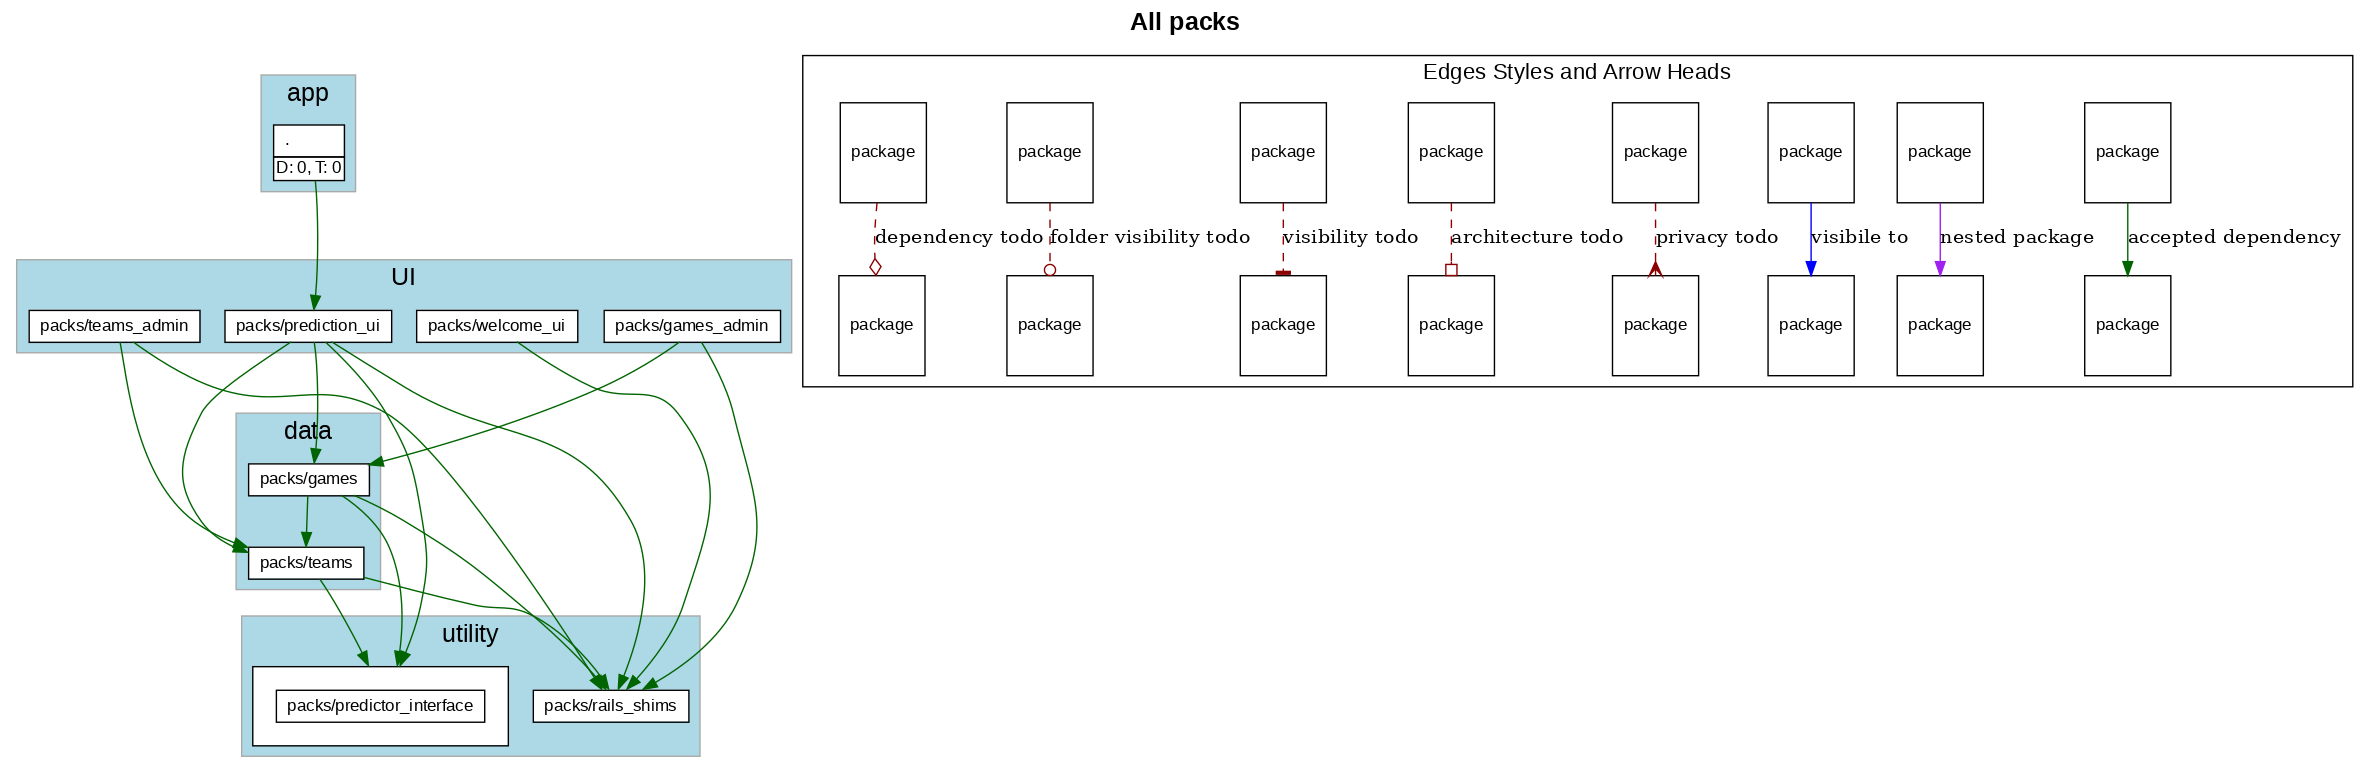 All packs
app
.
D: 0, T: 0
UI
packs/teams_admin
packs/prediction_ui
packs/welcome_ui
packs/games_admin
data
packs/games
packs/teams
utility
packs/predictor_interface
packs/rails_shims
Edges Styles and Arrow Heads
package
package
package
package
package
package
package
package
dependency todo
folder visibility todo
visibility todo
architecture todo
privacy todo
visibile to
nested package
accepted dependency
package
package
package
package
package
package
package
package